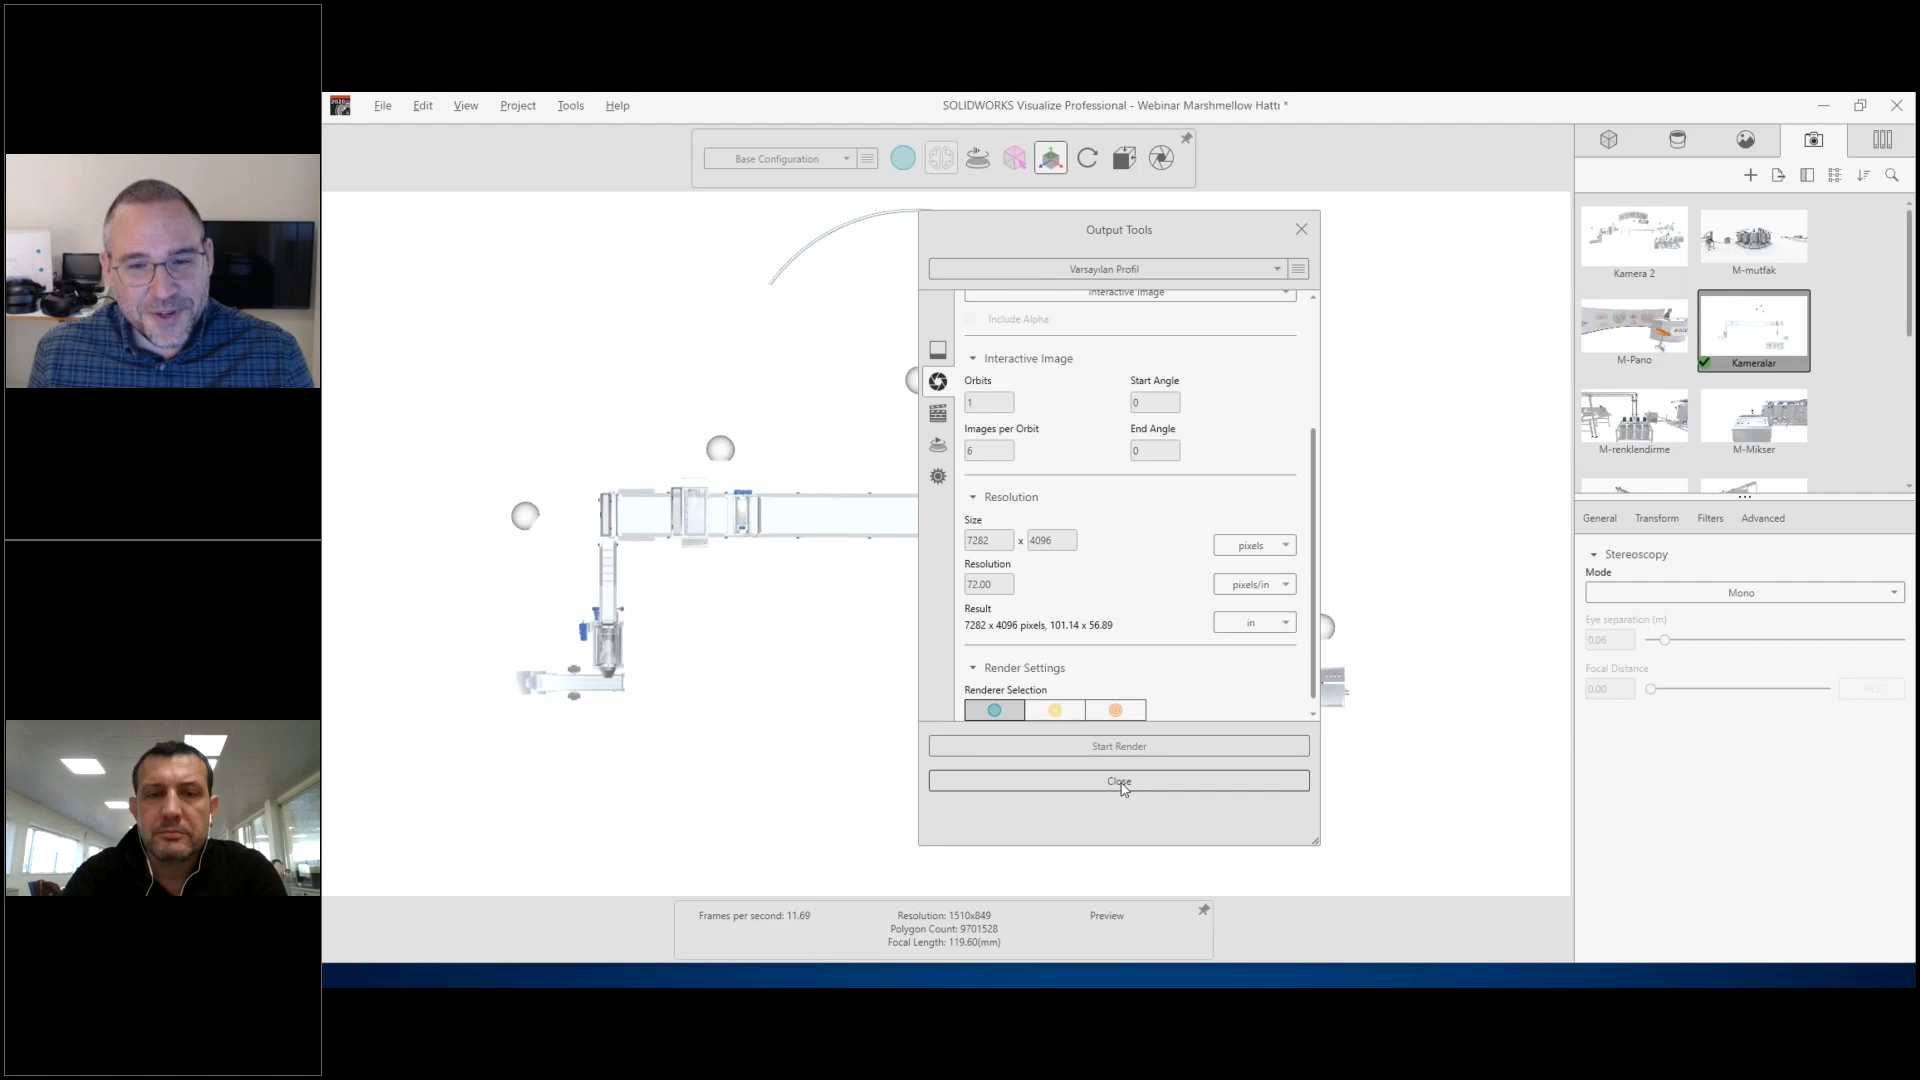 2020
File Edit View Project Tools Help
SOLIDWORKS Visualize Professional - Webinar Marshmellow Hattı *
Base Configuration
Output Tools
Varsayılan Profil
Interactive Image
Include Alpha
Interactive Image
Orbits
Start Angle
1
0
Images per Orbit
End Angle
6
0
Resolution
Size
7282 x 4096
pixels
Resolution
72.00
pixels/in
Result
7282 x 4096 pixels, 101.14 x 56.89
in
Render Settings
Renderer Selection
Start Render
Close
Kamera 2
M-mutfak
M-Pano
Kameralar
M-renklendirme
M-Mikser
General Transform Filters Advanced
Stereoscopy
Mode
Mono
Eye separation (m)
0.06
Focal Distance
0.00
Frames per second: 11.69
Resolution: 1510x849
Preview
Polygon Count: 9701528
Focal Length: 119.60(mm)